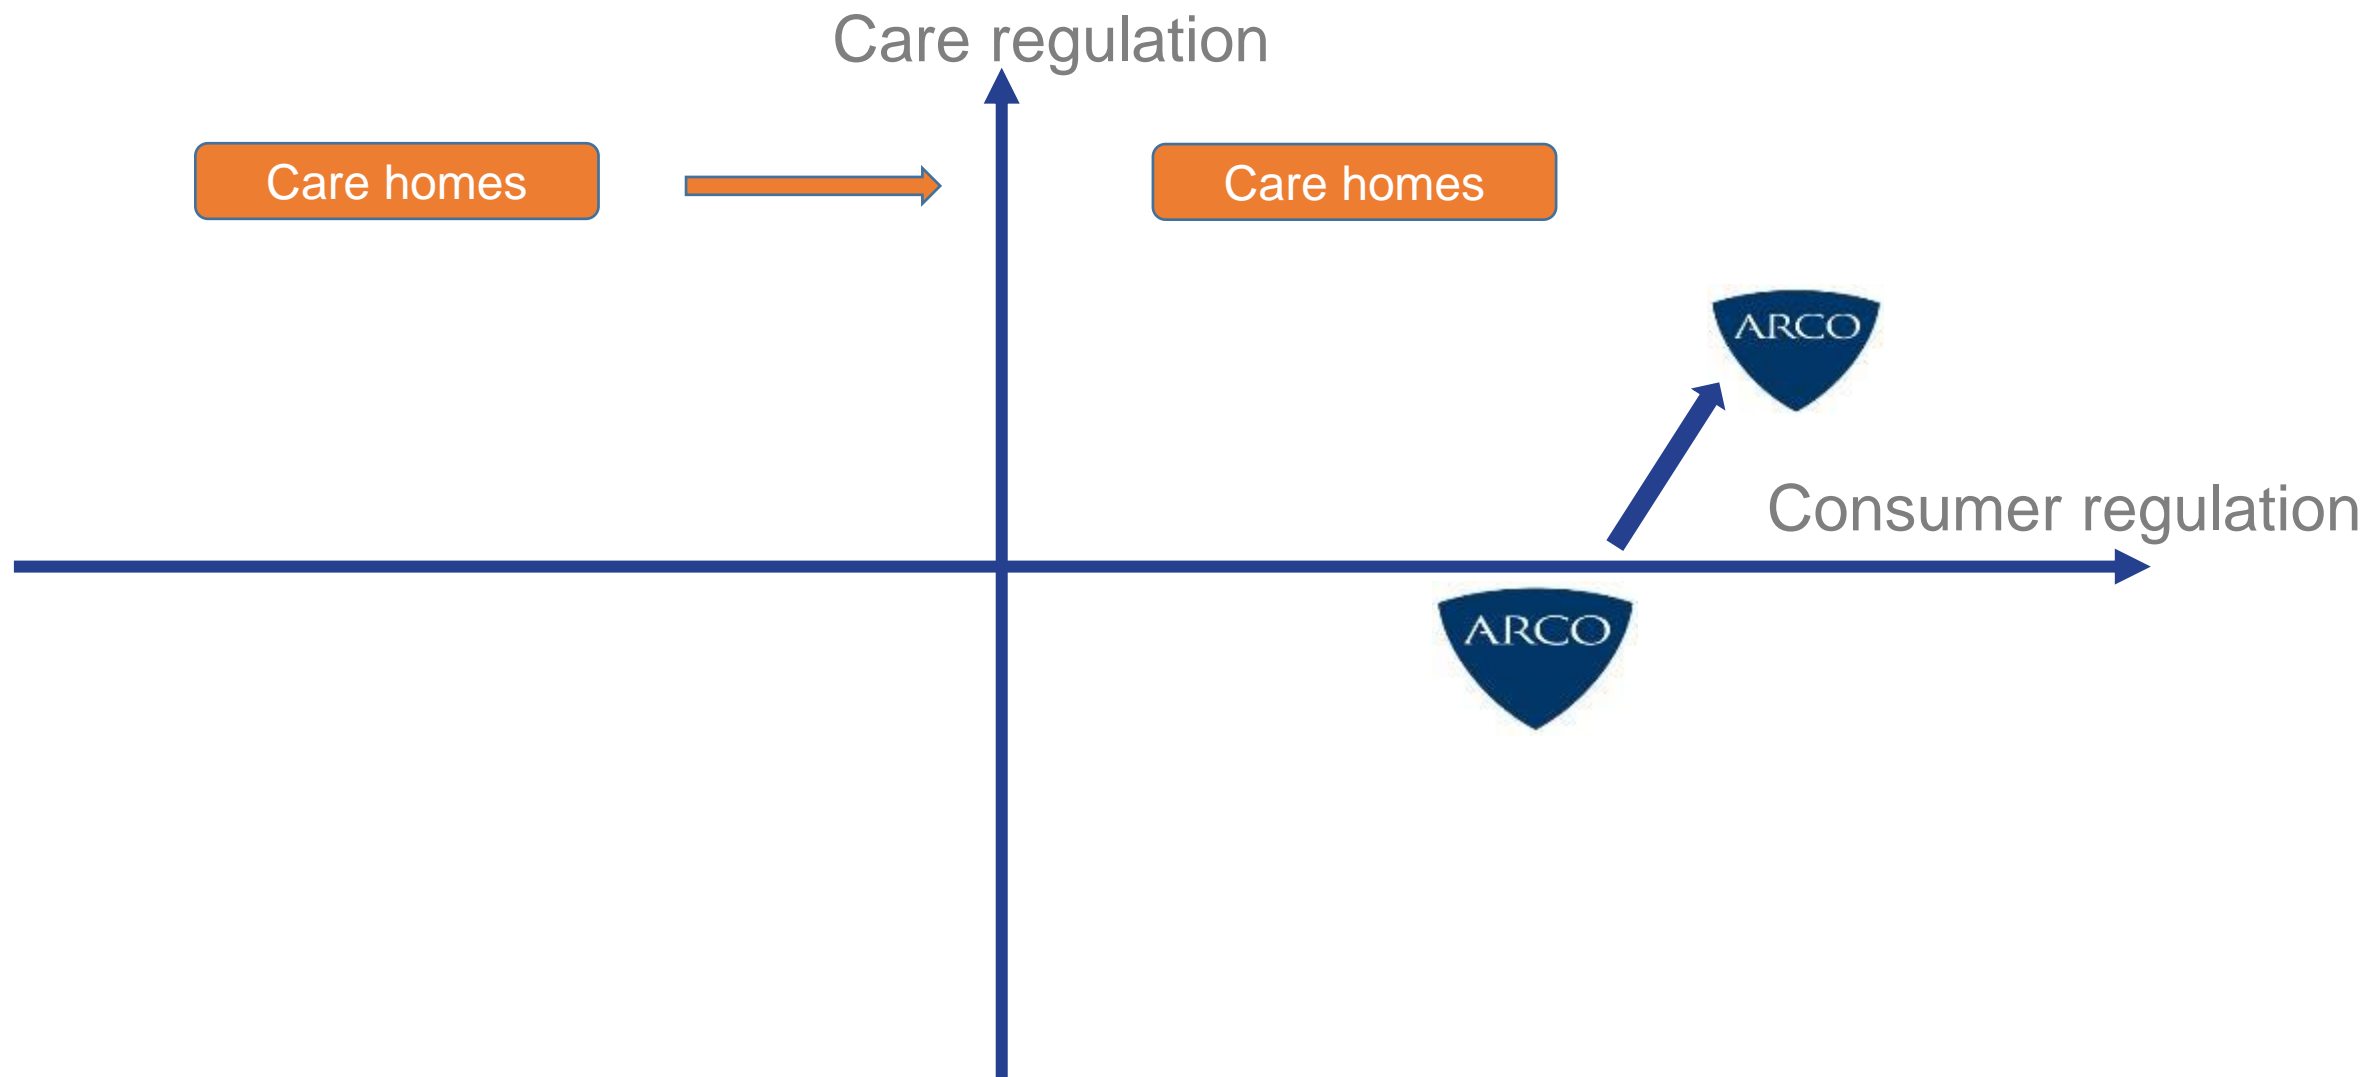 Care regulation
Care homes
Care homes
ARCO
Consumer regulation
ARCO